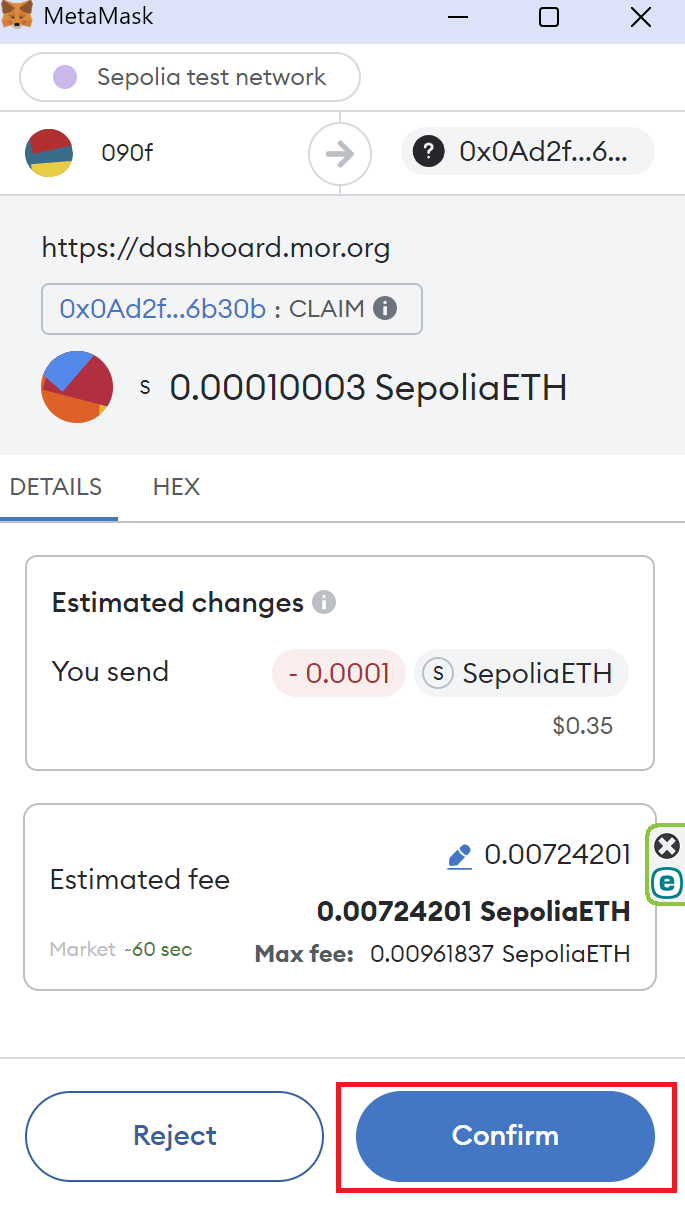 MetaMask
Sepolia test network
090f
? 0x0Ad2f...6...
https://dashboard.mor.org
0x0Ad2f...6b30b : CLAIM i
S 0.00010003 SepoliaETH
DETAILS HEX
Estimated changes i
You send - 0.0001 S SepoliaETH
$0.35
0.00724201
Estimated fee
0.00724201 SepoliaETH
Market ~60 sec Max fee: 0.00961837 SepoliaETH
e
Reject Confirm